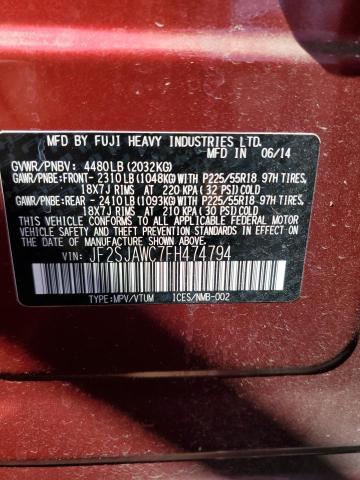 MFD. BY FUJI HEAVY INDUSTRIES LTD.
06/14
GVWR/PNBV: 4480LB(2032KG)
GAWR/PNBE:FRONT- 2310LB(1048KG)WITH P225/55R18 97H TIRES,
18X7J RIMS AT 220 KPA(32 PSI)COLD
GAWR/PNBE:REAR -2410LB(1093KG)WITH P225/55R18 97H TIRES,
18X7J RIMS AT 210 KPA(30 PSI)COLD
THIS VEHICLE CONFORMS TO ALL APPLICABLE FEDERAL MOTOR
VEHICLE SAFETY AND THEFT PREVENTION STANDARDS IN EFFECT
ON THE DATE OF MANUFACTURE SHOWN ABOVE.
VIN: JF2SJAWC7FH474794
TYPE:MPV/VTUM ICES/NMB-002